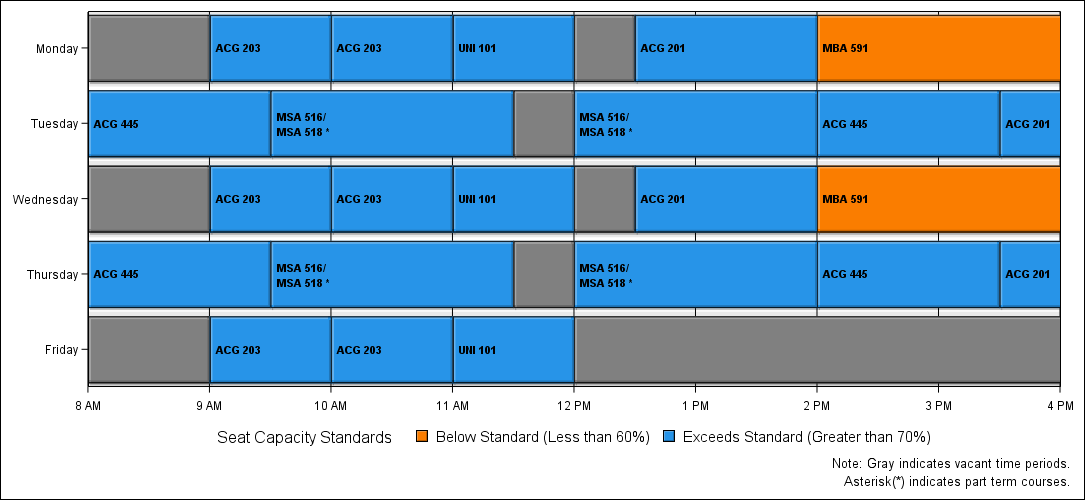 Monday
ACG 203
ACG 203
UNI 101
ACG 201
MBA 591
Tuesday
ACG 445
MSA 516/
MSA 518 *
MSA 516/
MSA 518 *
ACG 445
ACG 201
Wednesday
ACG 203
ACG 203
UNI 101
ACG 201
MBA 591
Thursday
ACG 445
MSA 516/
MSA 518 *
MSA 516/
MSA 518 *
ACG 445
ACG 201
Friday
ACG 203
ACG 203
UNI 101
8 AM 9 AM 10 AM 11 AM 12 PM 1 PM 2 PM 3 PM 4 PM
Seat Capacity Standards Below Standard (Less than 60%) Exceeds Standard (Greater than 70%)
Note: Gray indicates vacant time periods.
Asterisk(*) indicates part term courses.